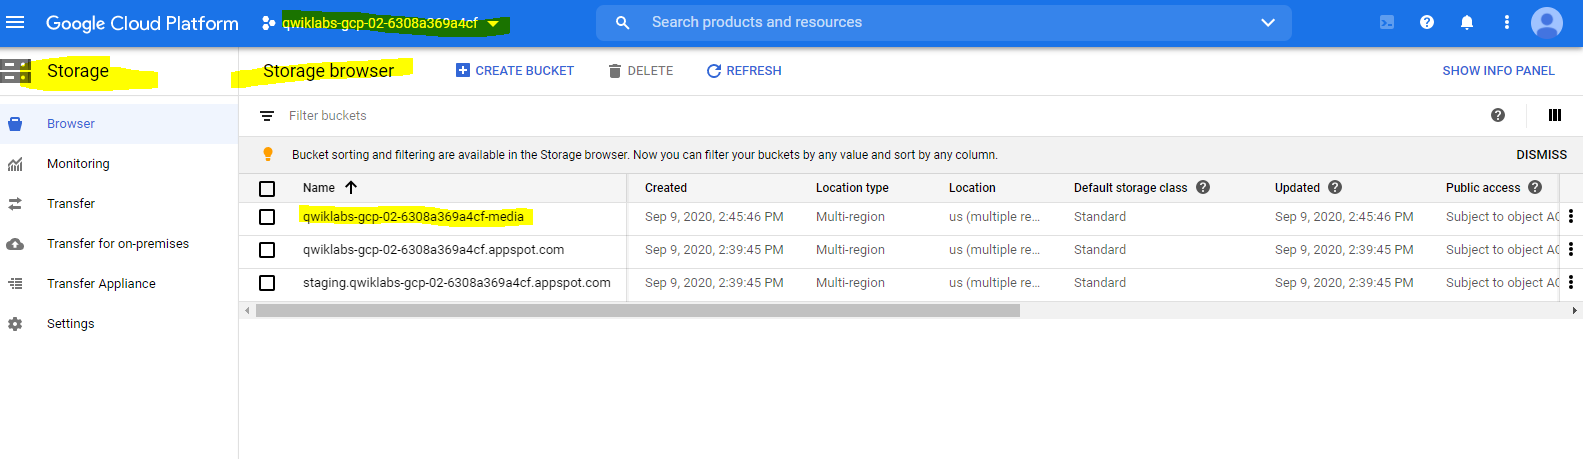 Google Cloud Platform qwiklabs-gcp-02-6308a369a4cf Search products and resources
Storage
Storage browser CREATE BUCKET DELETE REFRESH SHOW INFO PANEL
Browser
Monitoring
Transfer
Transfer for on-premises
Transfer Appliance
Settings
Filter buckets
Bucket sorting and filtering are available in the Storage browser. Now you can filter your buckets by any value and sort by any column. DISMISS
Name Created Location type Location Default storage class Updated Public access
qwiklabs-gcp-02-6308a369a4cf-media Sep 9, 2020, 2:45:46 PM Multi-region us (multiple re... Standard Sep 9, 2020, 2:45:46 PM Subject to object AC
qwiklabs-gcp-02-6308a369a4cf.appspot.com Sep 9, 2020, 2:39:45 PM Multi-region us (multiple re... Standard Sep 9, 2020, 2:39:45 PM Subject to object AC
staging.qwiklabs-gcp-02-6308a369a4cf.appspot.com Sep 9, 2020, 2:39:45 PM Multi-region us (multiple re... Standard Sep 9, 2020, 2:39:45 PM Subject to object AC